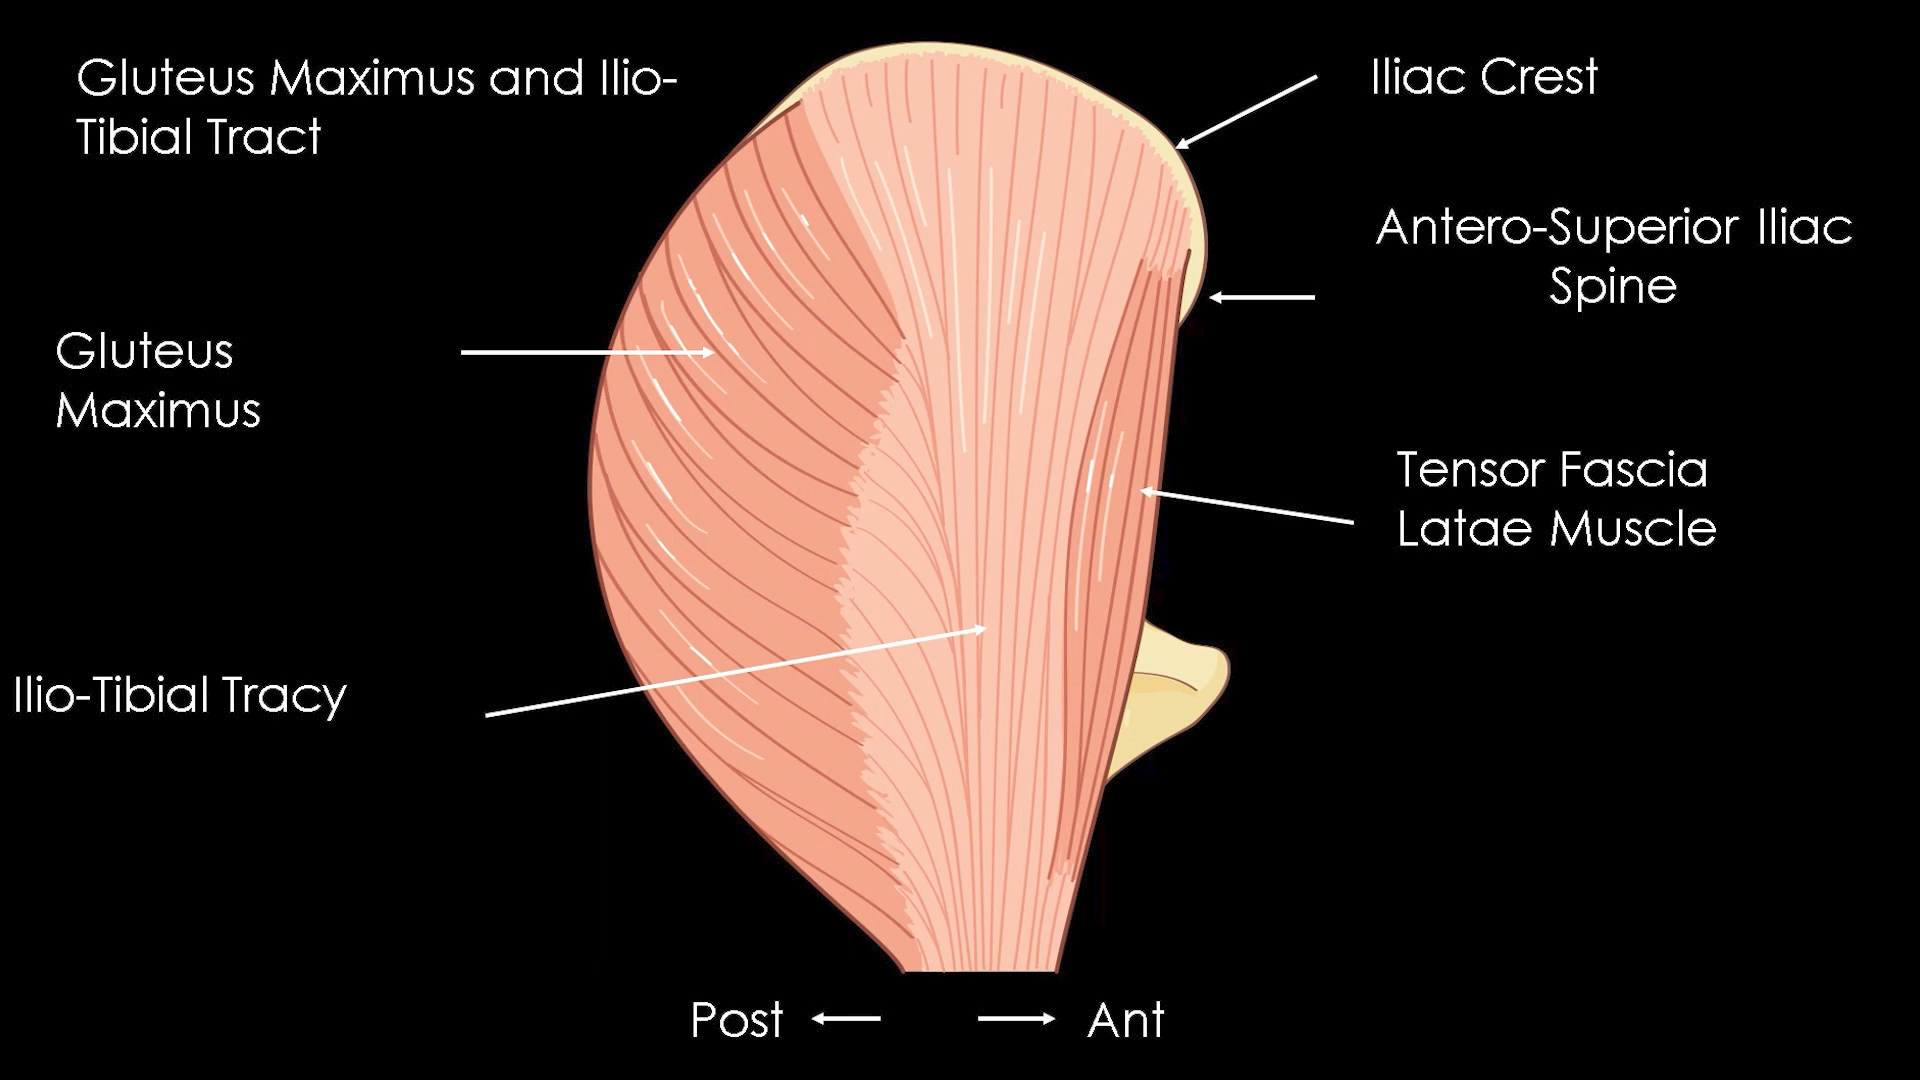 Gluteus Maximus and Ilio-
Tibial Tract
Iliac Crest
Antero-Superior Iliac
Spine
Gluteus
Maximus
Tensor Fascia
Latae Muscle
Ilio-Tibial Tracy
Post
Ant